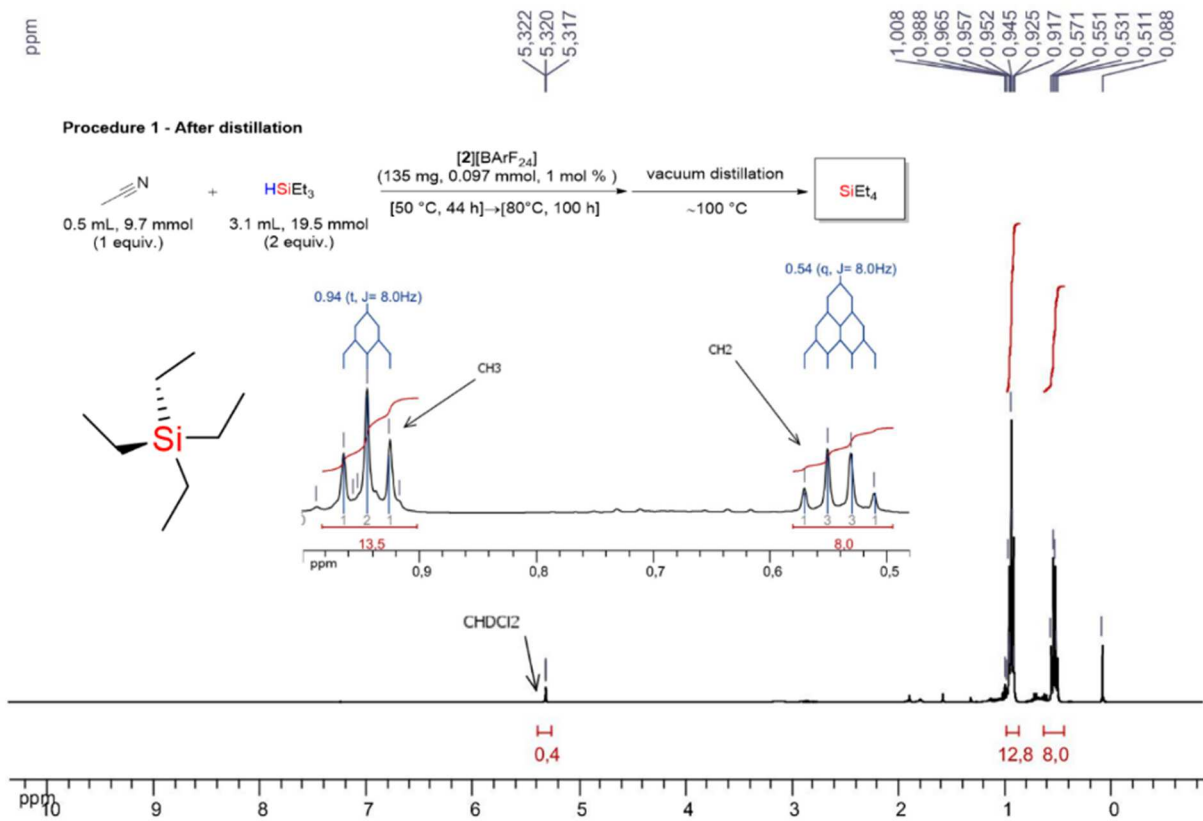 ppm
5,322
5,320
5,317
1,008
0,988
0,965
0,957
0,952
0,945
0,925
0,917
0,571
0,551
0,531
0,511
0,088
Procedure 1 - After distillation
N
+
HSiEt₃
0.5 mL, 9.7 mmol
(1 equiv.)
3.1 mL, 19.5 mmol
(2 equiv.)
[2][BArF₂₄]
(135 mg, 0.097 mmol, 1 mol % )
[50 °C, 44 h]→[80°C, 100 h]
vacuum distillation
~100 °C
SiEt₄
0.94 (t, J= 8.0Hz)
0.54 (q, J= 8.0Hz)
CH3
CH2
Si
1 2 1
1 3 3 1
13,5
8,0
ppm
0,9 0,8 0,7 0,6 0,5
CHDCl2
0,4
12,8 8,0
ppm
10 9 8 7 6 5 4 3 2 1 0